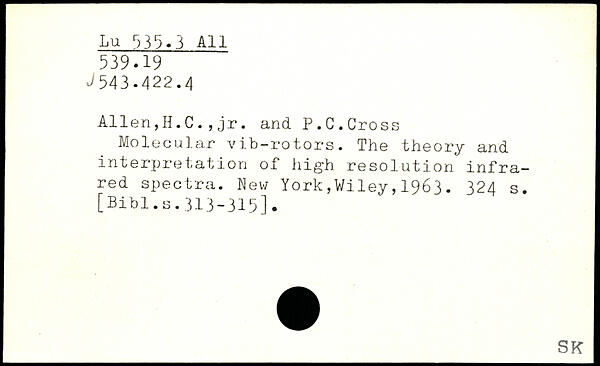 Lu 535.3 All
539.19
√543.422.4
Allen,H.C.,jr. and P.C.Cross
Molecular vib-rotors. The theory and
interpretation of high resolution infra-
red spectra. New York,Wiley,1963. 324 s.
[Bibl.s.313-315].
SK